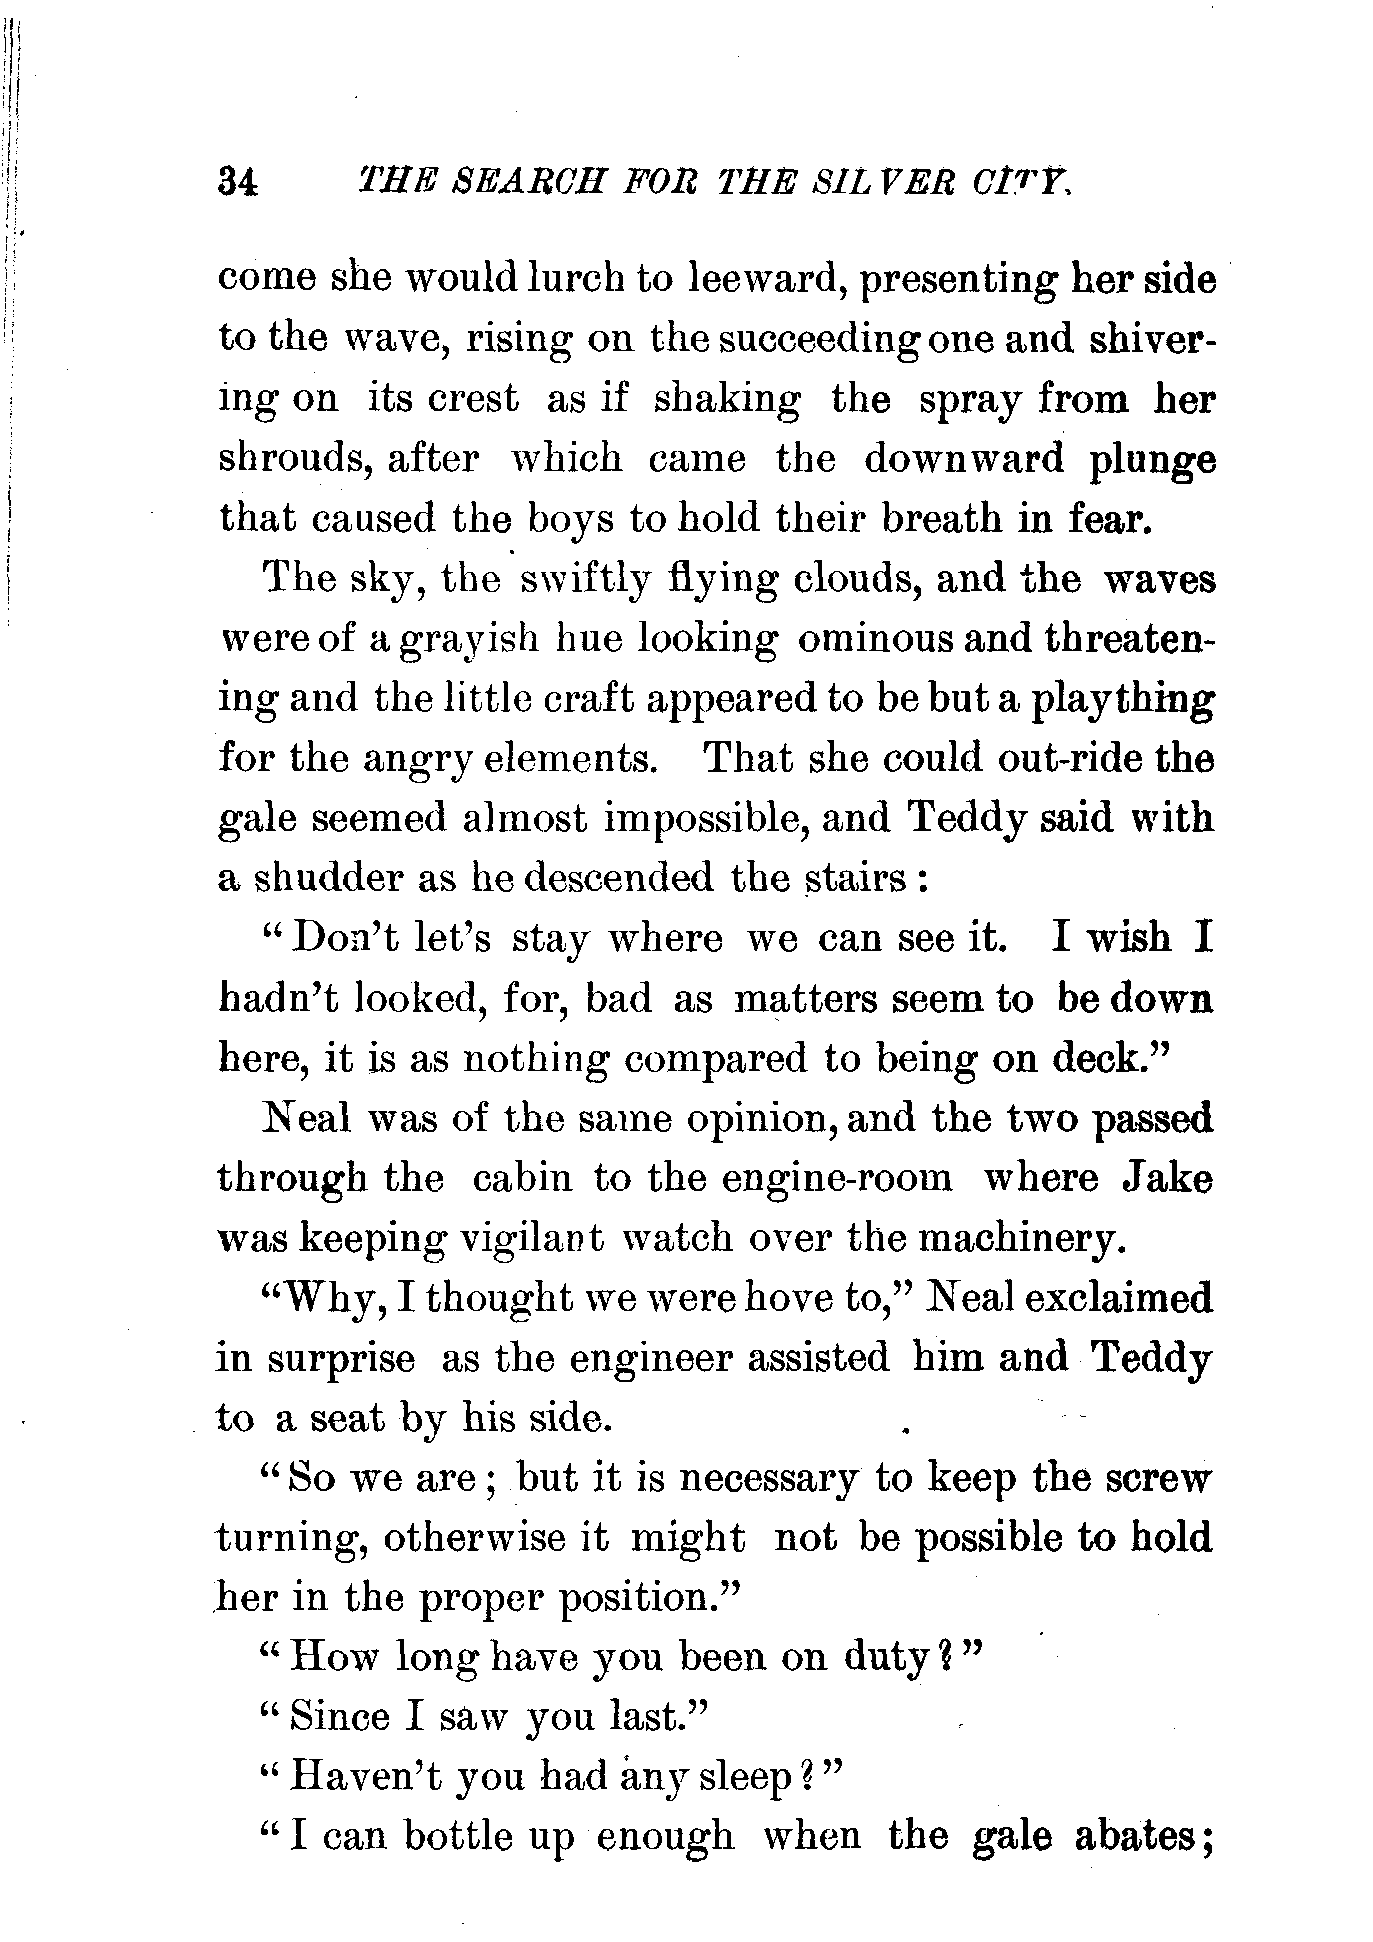 34 THE SEARCH FOR THE SILVER CITY.
come she would lurch to leeward, presenting her side
to the wave, rising on the succeeding one and shiver-
ing on its crest as if shaking the spray from her
shrouds, after which came the downward plunge
that caused the boys to hold their breath in fear.
The sky, the swiftly flying clouds, and the waves
were of a grayish hue looking ominous and threaten-
ing and the little craft appeared to be but a plaything
for the angry elements. That she could out-ride the
gale seemed almost impossible, and Teddy said with
a shudder as he descended the stairs :
“ Don’t let’s stay where we can see it. I wish I
hadn’t looked, for, bad as matters seem to be down
here, it is as nothing compared to being on deck.”
Neal was of the same opinion, and the two passed
through the cabin to the engine-room where Jake
was keeping vigilant watch over the machinery.
“Why, I thought we were hove to,” Neal exclaimed
in surprise as the engineer assisted him and Teddy
to a seat by his side.
“ So we are ; but it is necessary to keep the screw
turning, otherwise it might not be possible to hold
her in the proper position.”
“ How long have you been on duty ? ”
“ Since I saw you last.”
“ Haven’t you had any sleep ? ”
“ I can bottle up enough when the gale abates ;